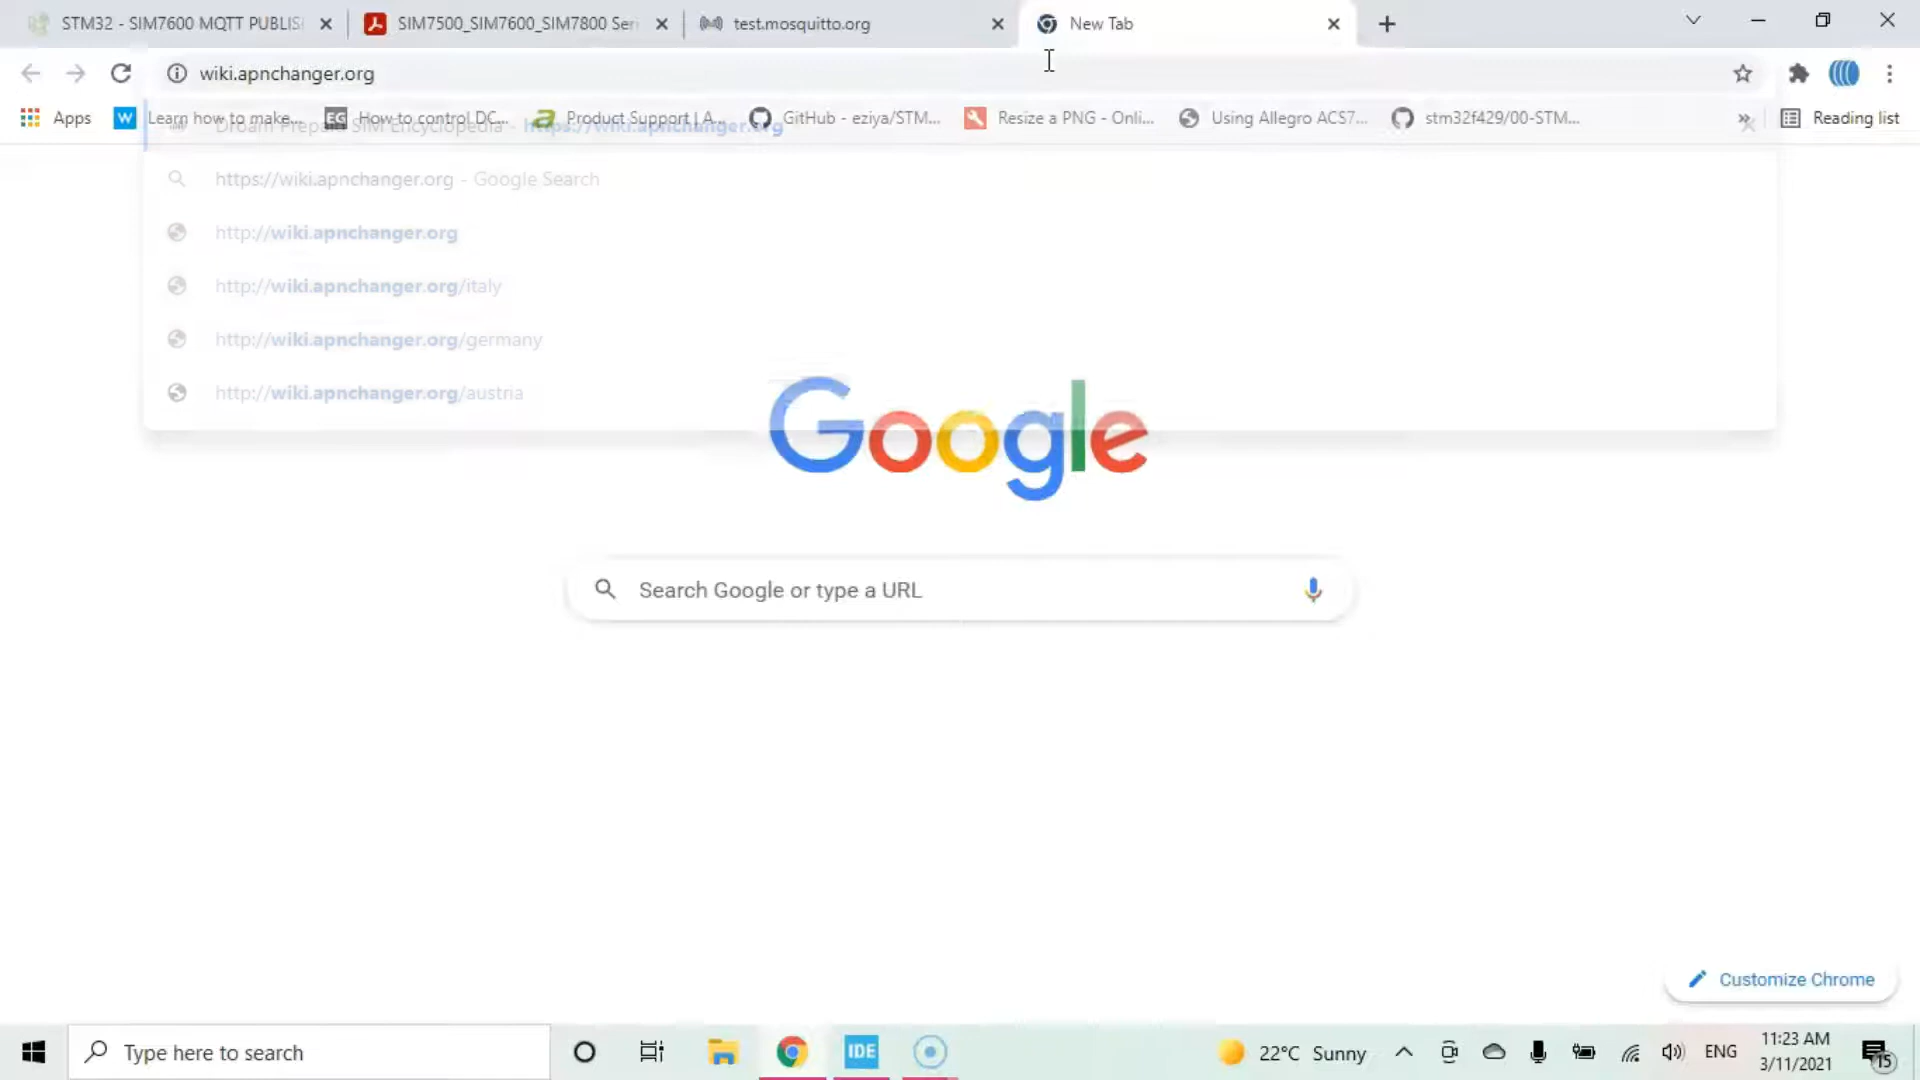 STM32 - SIM7600 MQTT PUBLIS
SIM7500_SIM7600_SIM7800 Seri
test.mosquitto.org
New Tab
wiki.apnchanger.org
Apps
Learn how to make...
How to control DC...
Product Support | A...
GitHub - eziya/STM...
Resize a PNG - Onli...
Using Allegro ACS7...
stm32f429/00-STM...
»
Reading list
SIM Encyclopedia - https://wiki.apnchanger.org
https://wiki.apnchanger.org - Google Search
http://wiki.apnchanger.org
http://wiki.apnchanger.org/italy
http://wiki.apnchanger.org/germany
http://wiki.apnchanger.org/austria
Google
Search Google or type a URL
Customize Chrome
Type here to search
IDE
22°C Sunny
ENG
11:23 AM
3/11/2021
15